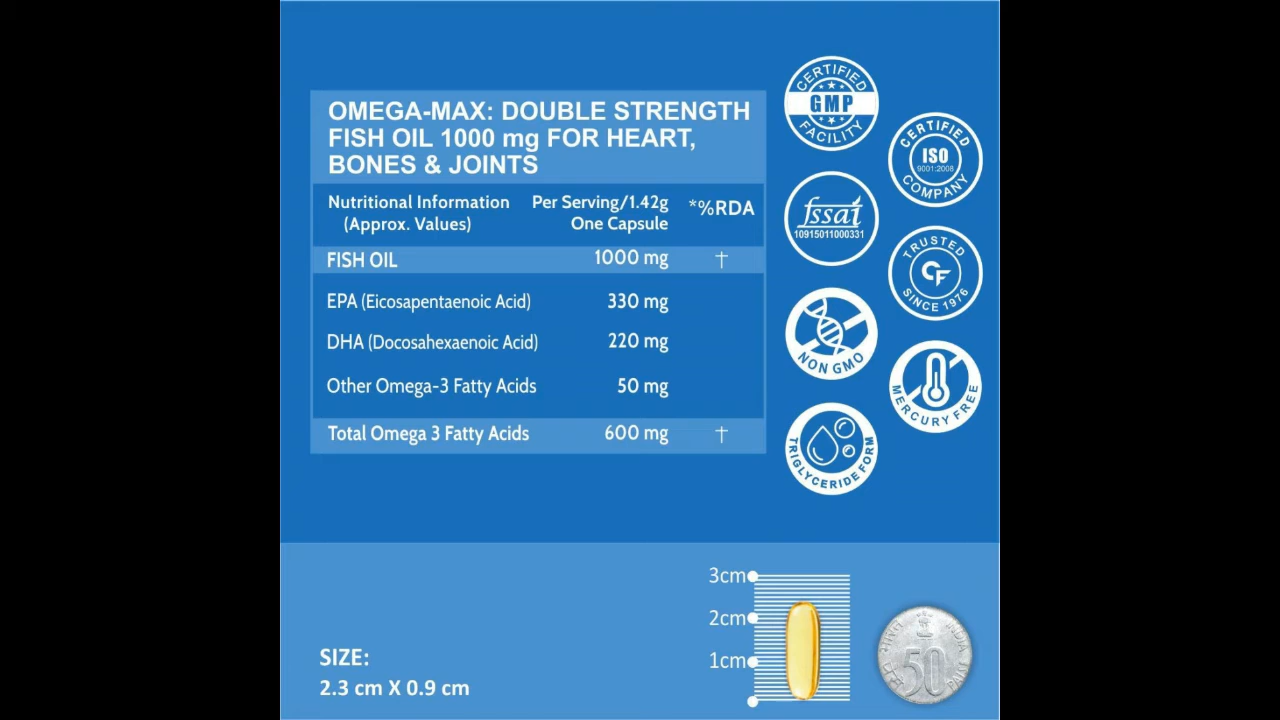 OMEGA-MAX: DOUBLE STRENGTH
FISH OIL 1000 mg FOR HEART,
BONES & JOINTS
Nutritional Information Per Serving/1.42g *%RDA
(Approx. Values) One Capsule
FISH OIL 1000 mg †
EPA (Eicosapentaenoic Acid) 330 mg
DHA (Docosahexaenoic Acid) 220 mg
Other Omega-3 Fatty Acids 50 mg
Total Omega 3 Fatty Acids 600 mg †
CERTIFIED
GMP
FACILITY
CERTIFIED
ISO
9001:2008
COMPANY
fssai
10915011000331
TRUSTED
CF
SINCE 1976
NON GMO
MERCURY FREE
TRIGLYCERIDE FORM
SIZE:
2.3 cm X 0.9 cm
3cm
2cm
1cm
भारत INDIA
50
पैसे PAISE